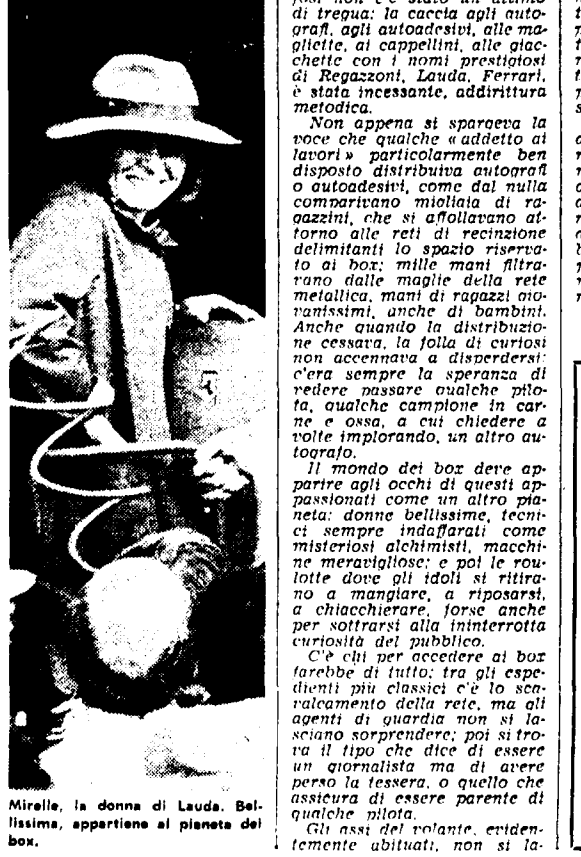 di tregua: la caccia agli auto-
grafi, agli autoadesivi, alle ma-
gliette, ai cappellini, alle giac-
chette con i nomi prestigiosi
di Regazzoni, Lauda, Ferrari,
è stata incessante, addirittura
metodica.
Non appena si spargeva la
voce che qualche « addetto ai
lavori » particolarmente ben
disposto distribuiva autografi
o autoadesivi, come dal nulla
comparivano migliaia di ra-
gazzini, che si affollavano at-
torno alle reti di recinzione
delimitanti lo spazio riserva-
to ai box: mille mani filtra-
vano dalle maglie della rete
metallica, mani di ragazzi gio-
vanissimi, anche di bambini.
Anche quando la distribuzio-
ne cessava, la folla di curiosi
non accennava a disperdersi:
c'era sempre la speranza di
vedere passare qualche pilo-
ta, qualche campione in car-
ne e ossa, a cui chiedere a
volte implorando, un altro au-
tografo.
Il mondo dei box deve ap-
parire agli occhi di questi ap-
passionati come un altro pia-
neta: donne bellissime, tecni-
ci sempre indaffarati come
misteriosi alchimisti, macchi-
ne meravigliose; e poi le rou-
lotte dove gli idoli si ritira-
no a mangiare, a riposarsi,
a chiacchierare, forse anche
per sottrarsi alla ininterrotta
curiosità del pubblico.
C'è chi per accedere ai box
farebbe di tutto: tra gli espe-
dienti più classici c'è lo sca-
valcamento della rete, ma gli
agenti di guardia non si la-
sciano sorprendere; poi si tro-
va il tipo che dice di essere
un giornalista ma di avere
perso la tessera, o quello che
assicura di essere parente di
qualche pilota.
Gli assi del volante, eviden-
temente abituati, non si la-
Mirelle, la donna di Lauda. Bel-
lissima, appartiene al pianeta dei
box.